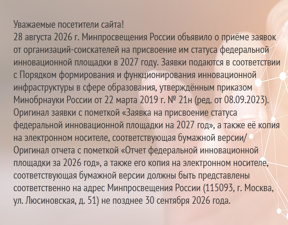 Уважаемые посетители сайта!
28 августа 2026 г. Минпросвещения России объявило о приёме заявок
от организаций-соискателей на присвоение им статуса федеральной
инновационной площадки в 2027 году. Заявки подаются в соответствии
с Порядком формирования и функционирования инновационной
инфраструктуры в сфере образования, утверждённым приказом
Минобрнауки России от 22 марта 2019 г. № 21н (ред. от 08.09.2023).
Оригинал заявки с пометкой «Заявка на присвоение статуса
федеральной инновационной площадки на 2027 год», а также её копия
на электронном носителе, соответствующая бумажной версии/
Оригинал отчета с пометкой «Отчет федеральной инновационной
площадки за 2026 год», а также его копия на электронном носителе,
соответствующая бумажной версии должны быть представлены
соответственно на адрес Минпросвещения России (115093, г. Москва,
ул. Люсиновская, д. 51) не позднее 30 сентября 2026 года.